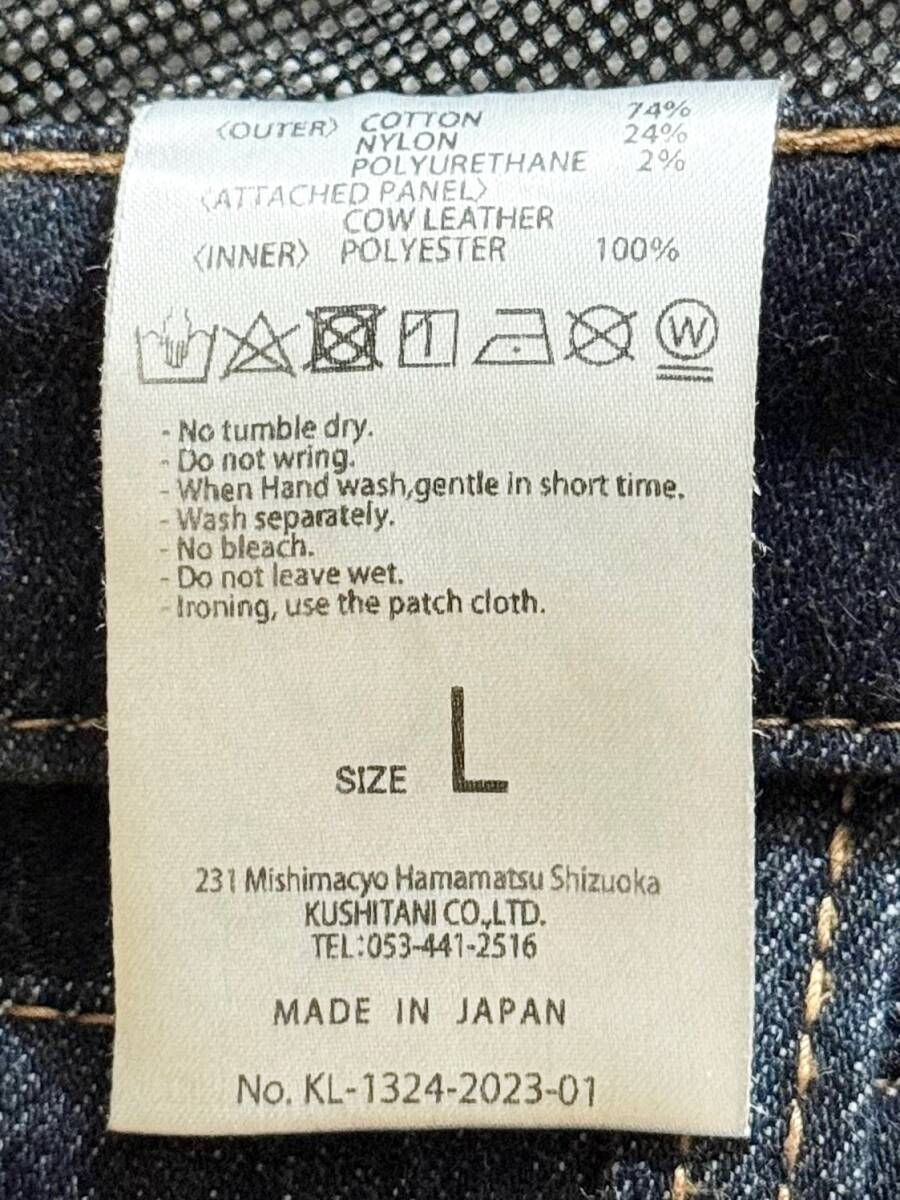 〈OUTER〉 COTTON 74%
NYLON 24%
POLYURETHANE 2%
〈ATTACHED PANEL〉
COW LEATHER
〈INNER〉 POLYESTER 100%
W
- No tumble dry.
- Do not wring.
- When Hand wash,gentle in short time.
- Wash separately.
- No bleach.
- Do not leave wet.
- Ironing, use the patch cloth.
SIZE L
231 Mishimacyo Hamamatsu Shizuoka
KUSHITANI CO.,LTD.
TEL:053-441-2516
MADE IN JAPAN
No. KL-1324-2023-01